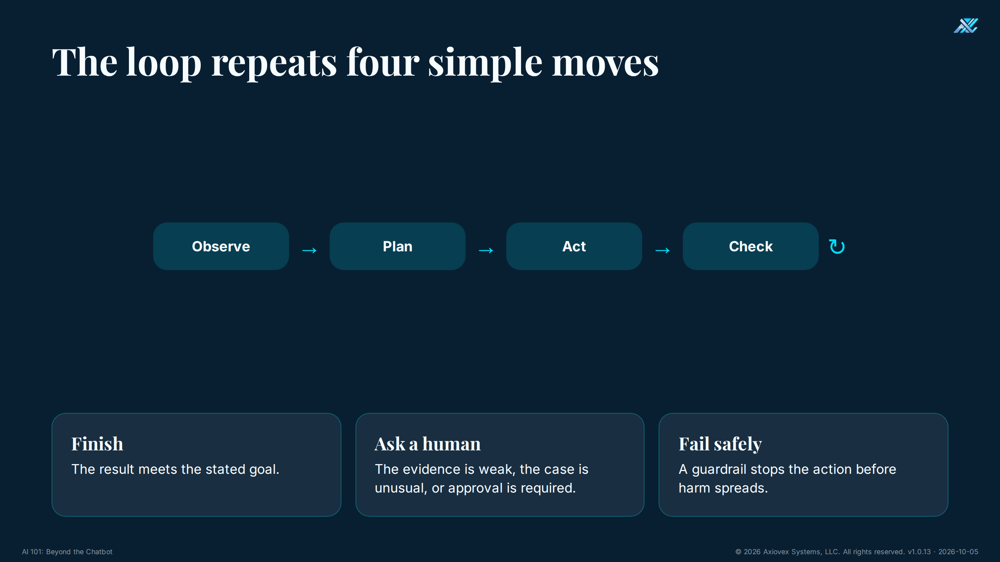 The loop repeats four simple moves
Observe → Plan → Act → Check ↻
Finish
The result meets the stated goal.
Ask a human
The evidence is weak, the case is
unusual, or approval is required.
Fail safely
A guardrail stops the action before
harm spreads.
AI 101: Beyond the Chatbot
© 2026 Axiovex Systems, LLC. All rights reserved. v1.0.13 · 2026-10-05